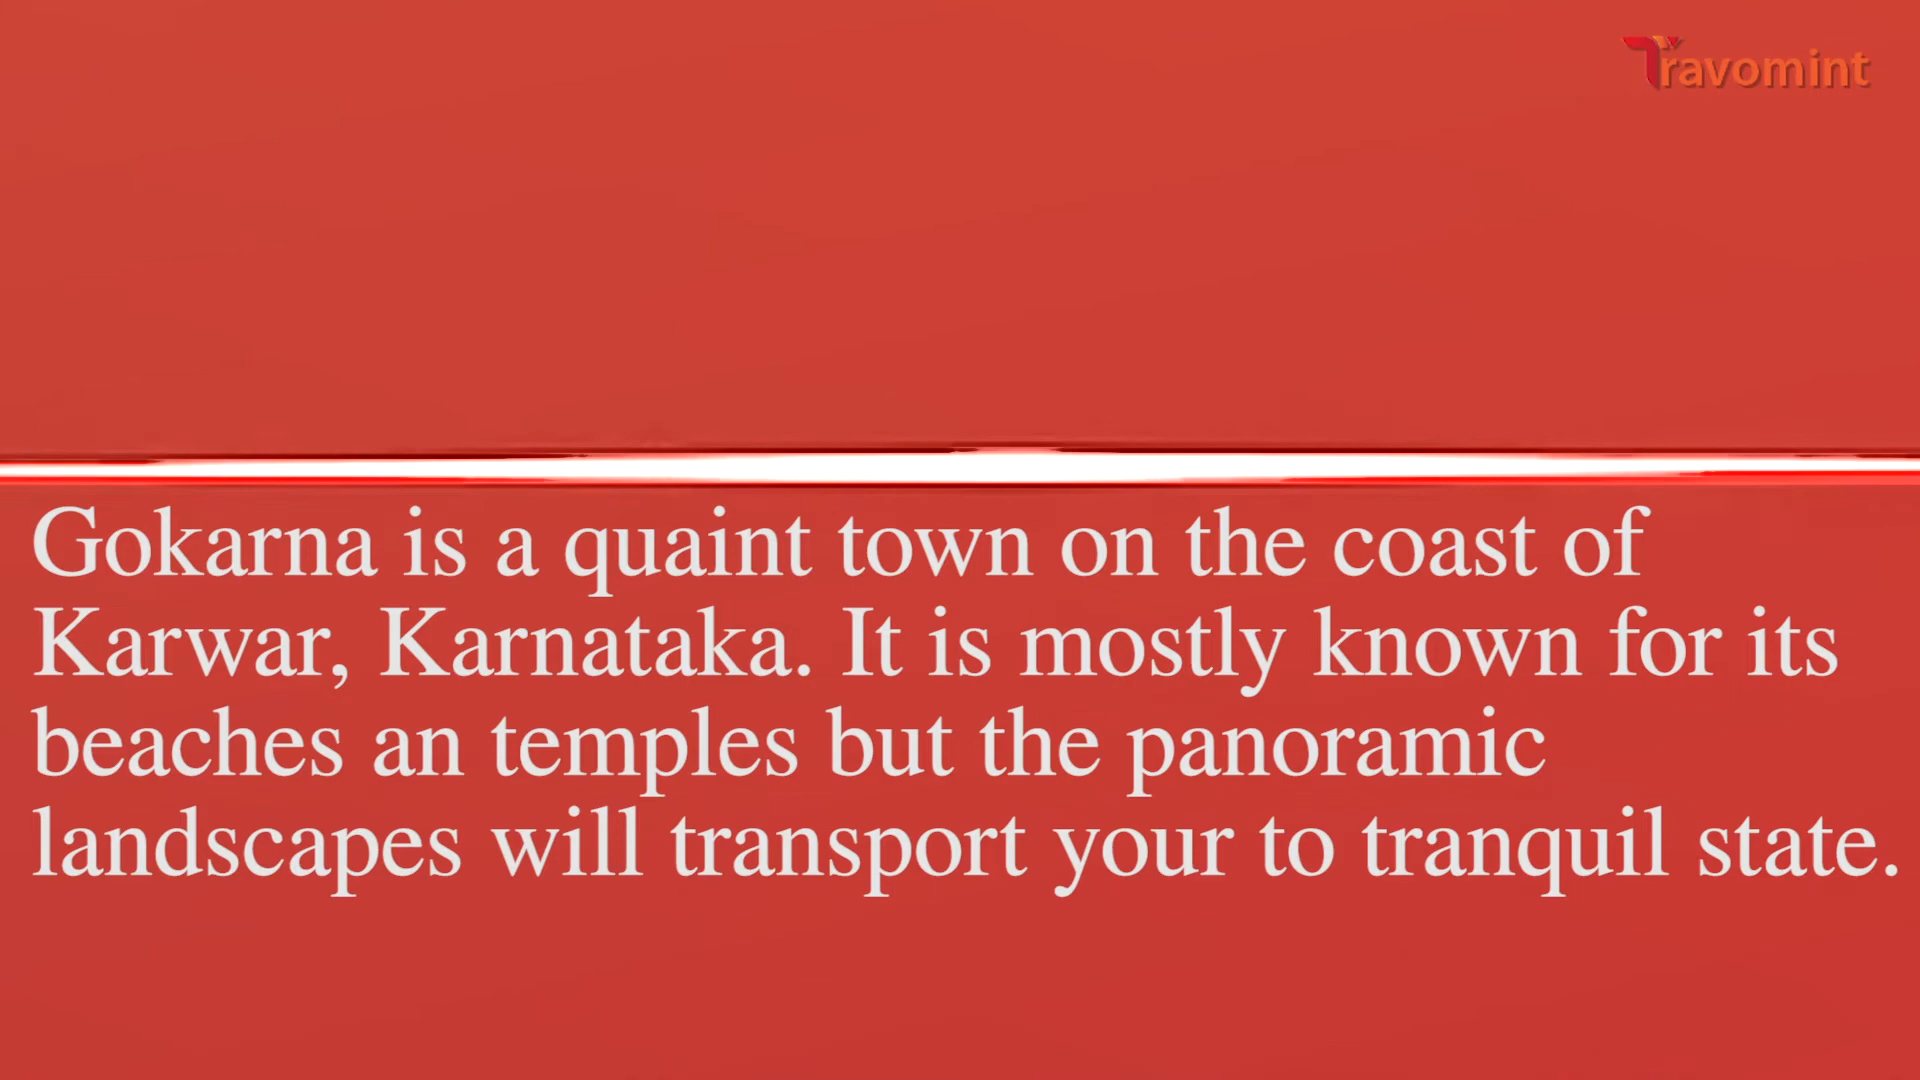 Travomint
Gokarna is a quaint town on the coast of
Karwar, Karnataka. It is mostly known for its
beaches an temples but the panoramic
landscapes will transport your to tranquil state.